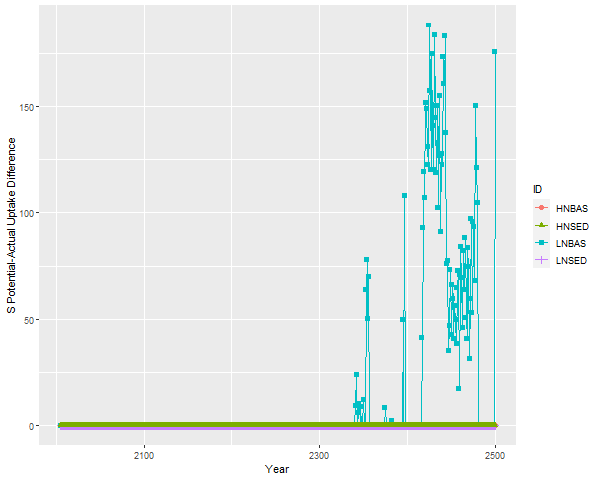 S Potential-Actual Uptake Difference
150
100
50
0
2100
2300
2500
Year
ID
HNBAS
HNSED
LNBAS
LNSED